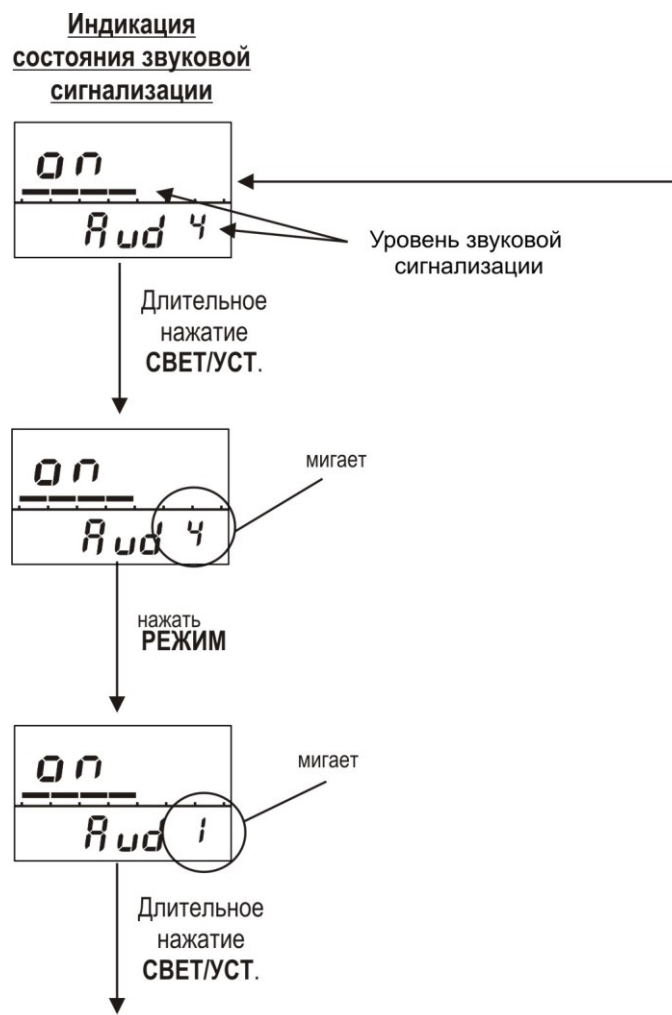 Индикация
состояния звуковой
сигнализации
on
Aud 4
Уровень звуковой
сигнализации
Длительное
нажатие
СВЕТ/УСТ.
on
мигает
Aud 4
нажать
РЕЖИМ
on
мигает
Aud 1
Длительное
нажатие
СВЕТ/УСТ.